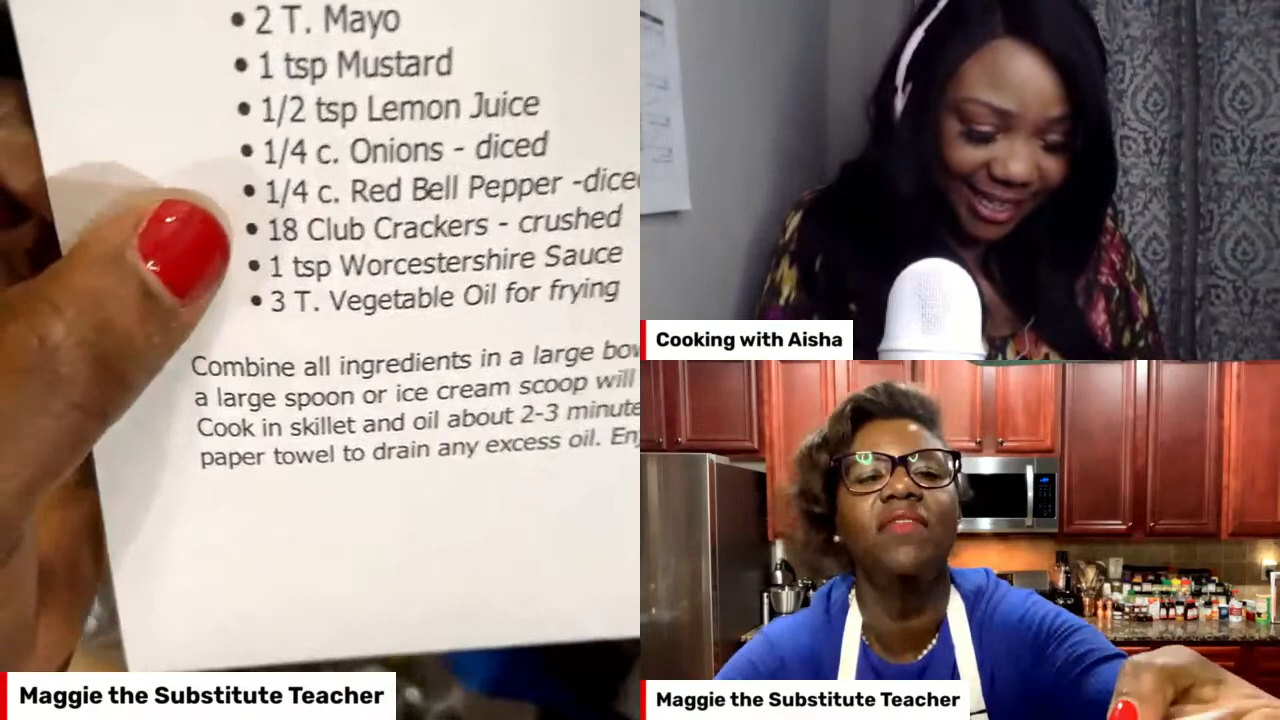 • 2 T. Mayo
• 1 tsp Mustard
• 1/2 tsp Lemon Juice
• 1/4 c. Onions - diced
• 1/4 c. Red Bell Pepper -dice
• 18 Club Crackers - crushed
• 1 tsp Worcestershire Sauce
• 3 T. Vegetable Oil for frying
Combine all ingredients in a large bow
a large spoon or ice cream scoop will
Cook in skillet and oil about 2-3 minute
paper towel to drain any excess oil. En
Maggie the Substitute Teacher
Cooking with Aisha
Maggie the Substitute Teacher